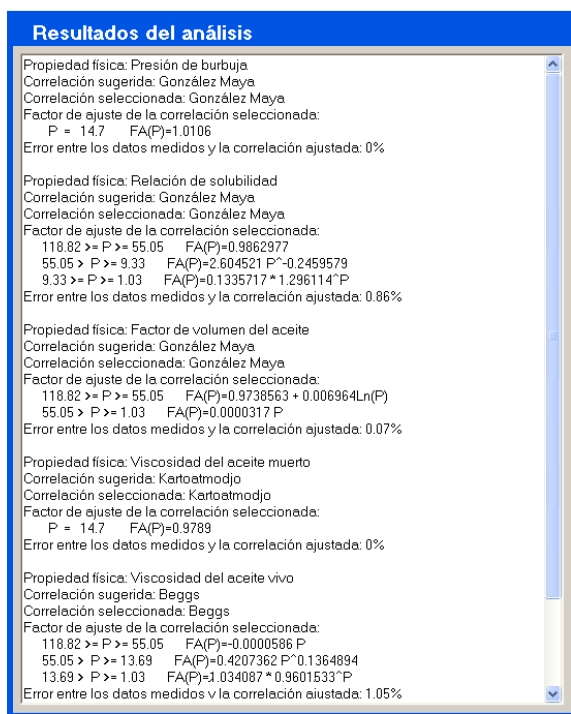 Resultados del análisis
Propiedad física: Presión de burbuja
Correlación sugerida: González Maya
Correlación seleccionada: González Maya
Factor de ajuste de la correlación seleccionada:
P = 14.7 FA(P)=1.0106
Error entre los datos medidos y la correlación ajustada: 0%
Propiedad física: Relación de solubilidad
Correlación sugerida: González Maya
Correlación seleccionada: González Maya
Factor de ajuste de la correlación seleccionada:
118.82 >= P >= 55.05 FA(P)=0.9862977
55.05 > P >= 9.33 FA(P)=2.604521 P^-0.2459579
9.33 >= P >= 1.03 FA(P)=0.1335717 * 1.296114^P
Error entre los datos medidos y la correlación ajustada: 0.86%
Propiedad física: Factor de volumen del aceite
Correlación sugerida: González Maya
Correlación seleccionada: González Maya
Factor de ajuste de la correlación seleccionada:
118.82 >= P >= 55.05 FA(P)=0.9738563 + 0.006964Ln(P)
55.05 > P >= 1.03 FA(P)=0.0000317 P
Error entre los datos medidos y la correlación ajustada: 0.07%
Propiedad física: Viscosidad del aceite muerto
Correlación sugerida: Kartoatmodjo
Correlación seleccionada: Kartoatmodjo
Factor de ajuste de la correlación seleccionada:
P = 14.7 FA(P)=0.9789
Error entre los datos medidos y la correlación ajustada: 0%
Propiedad física: Viscosidad del aceite vivo
Correlación sugerida: Beggs
Correlación seleccionada: Beggs
Factor de ajuste de la correlación seleccionada:
118.82 >= P >= 55.05 FA(P)=-0.0000586 P
55.05 > P >= 13.69 FA(P)=0.4207362 P^0.1364894
13.69 > P >= 1.03 FA(P)=1.034087 * 0.9601533^P
Error entre los datos medidos y la correlación ajustada: 1.05%